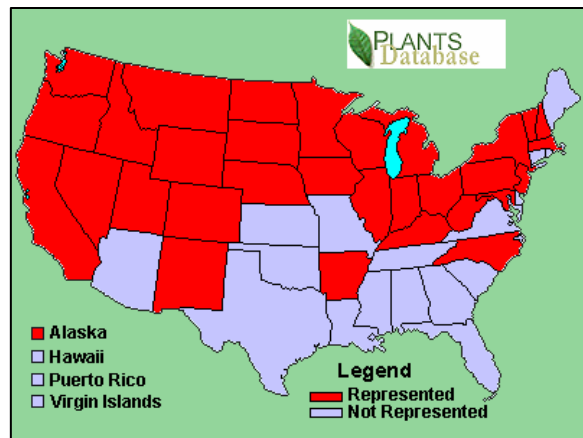 PLANTS
Database
Alaska
Hawaii
Puerto Rico
Virgin Islands
Legend
Represented
Not Represented